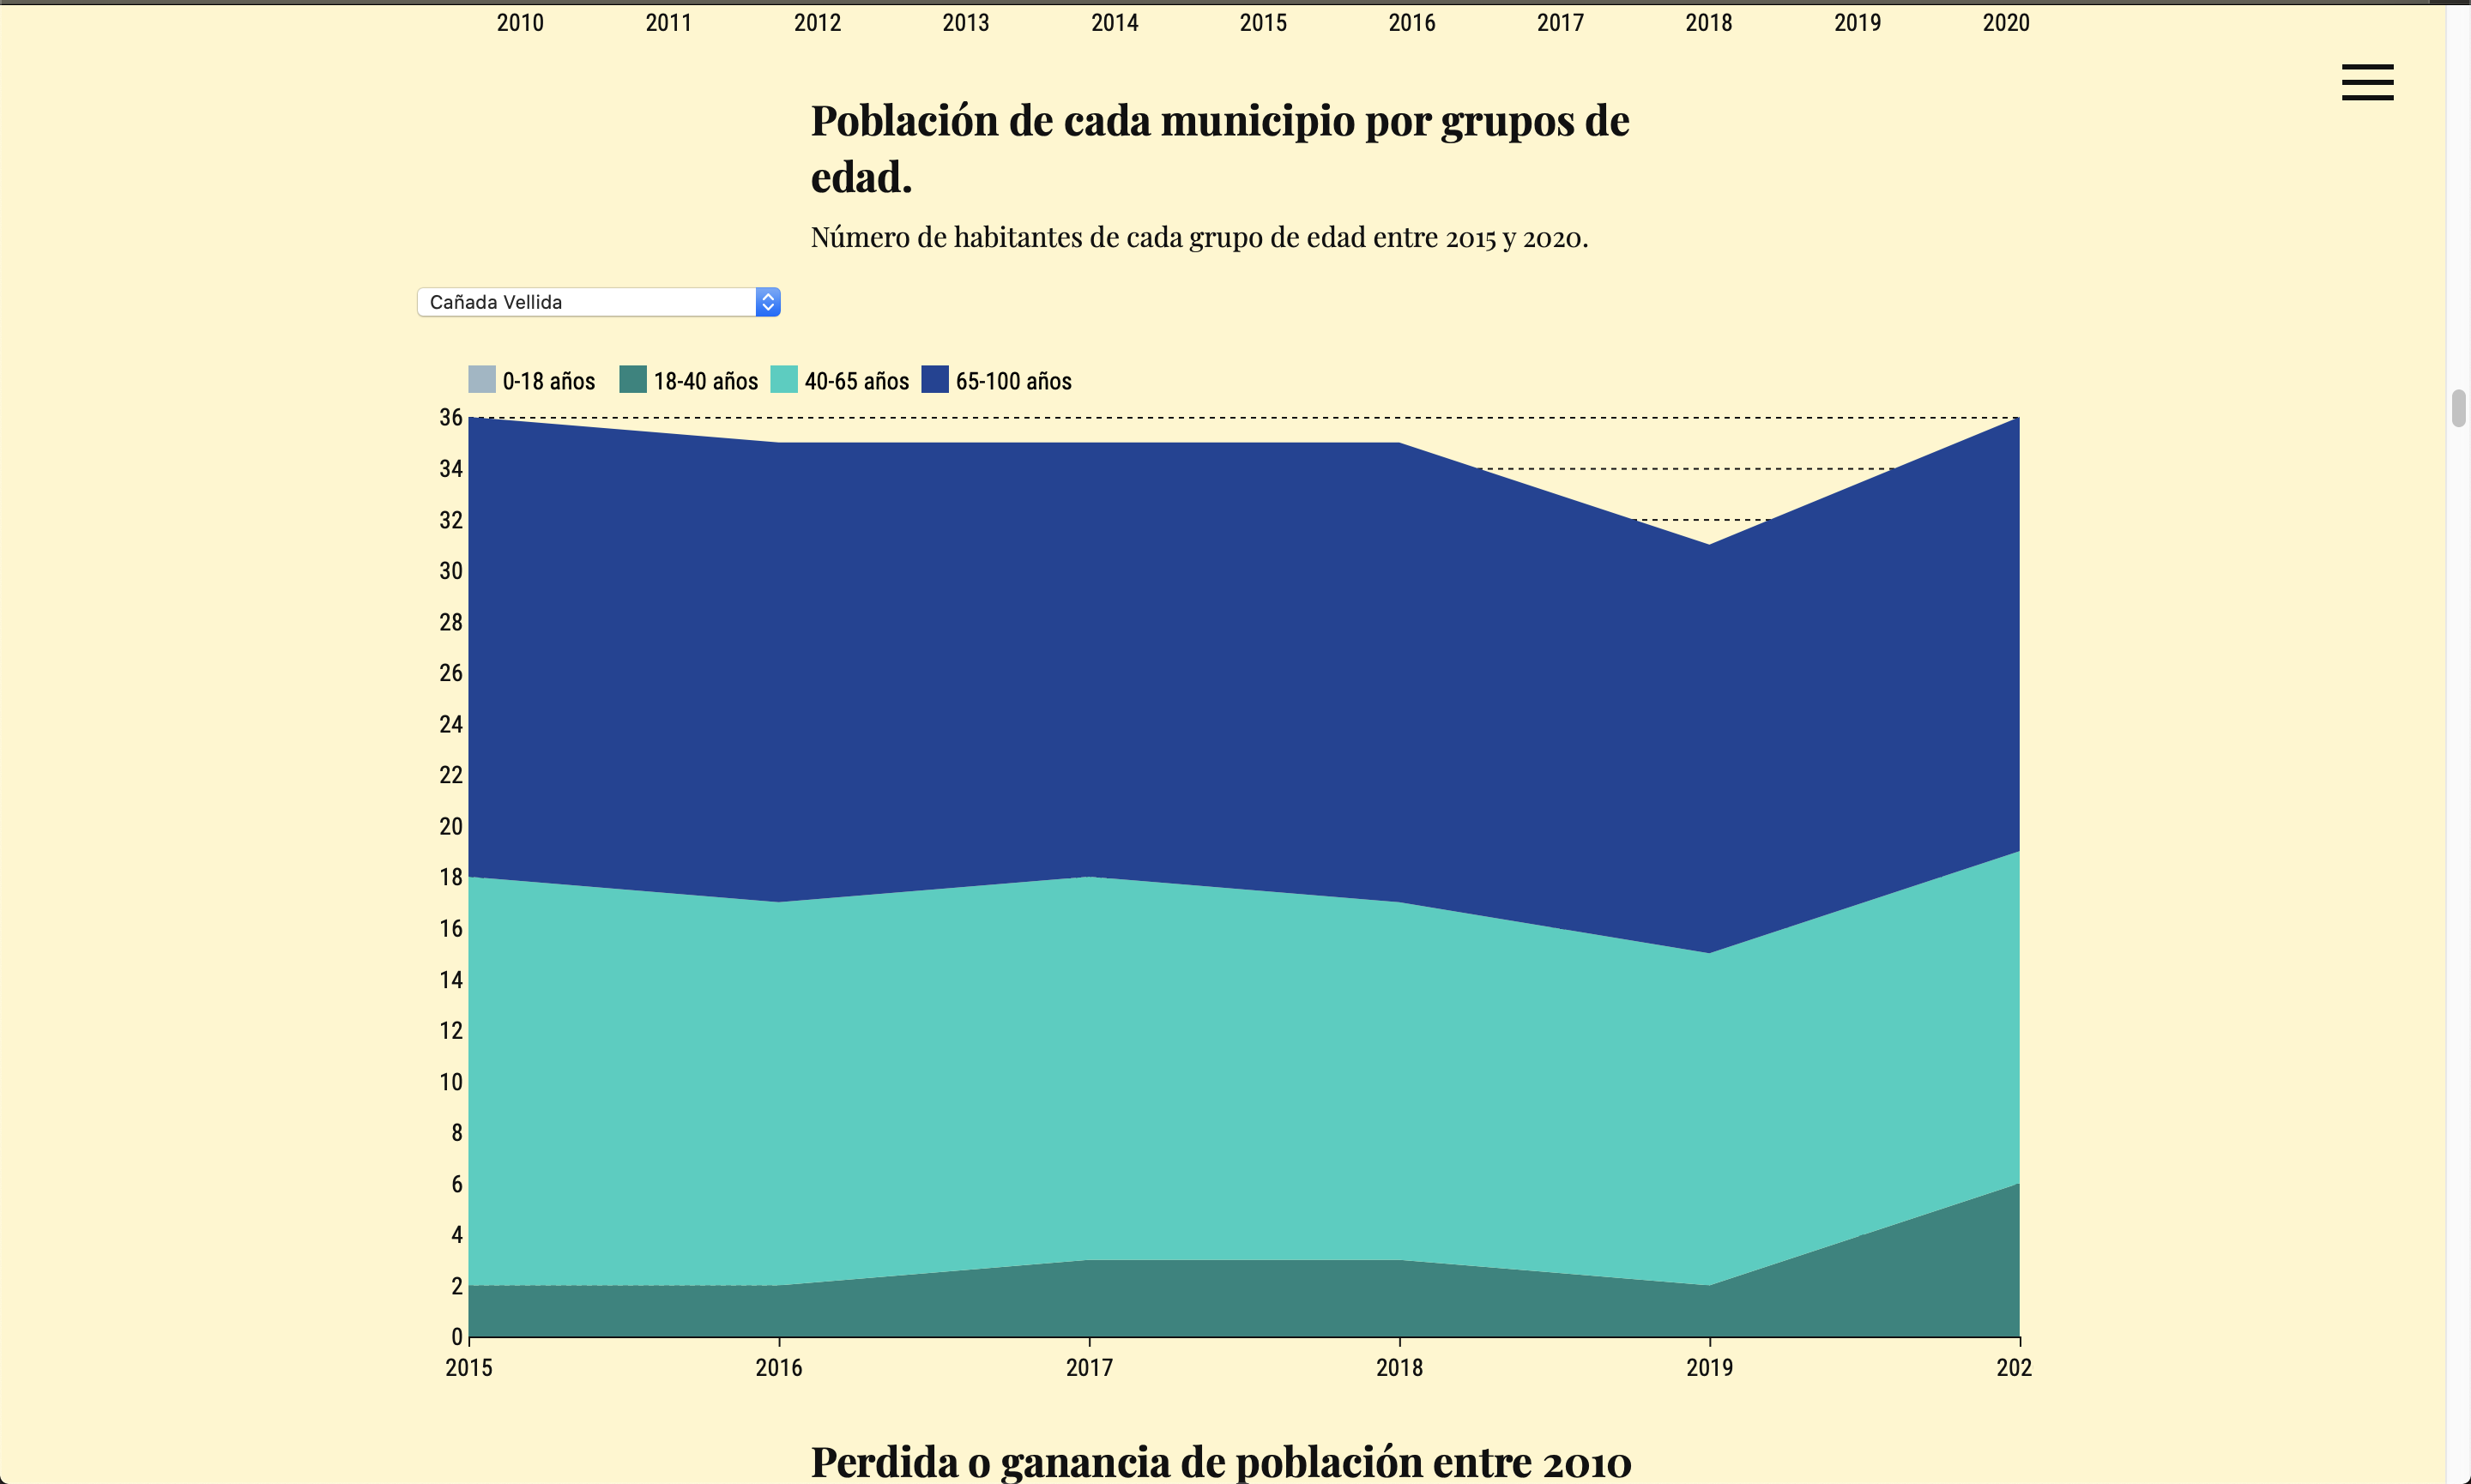 2010 2011 2012 2013 2014 2015 2016 2017 2018 2019 2020
Población de cada municipio por grupos de
edad.
Número de habitantes de cada grupo de edad entre 2015 y 2020.
Cañada Vellida
0-18 años 18-40 años 40-65 años 65-100 años
36
34
32
30
28
26
24
22
20
18
16
14
12
10
8
6
4
2
0
2015 2016 2017 2018 2019 202
Perdida o ganancia de población entre 2010